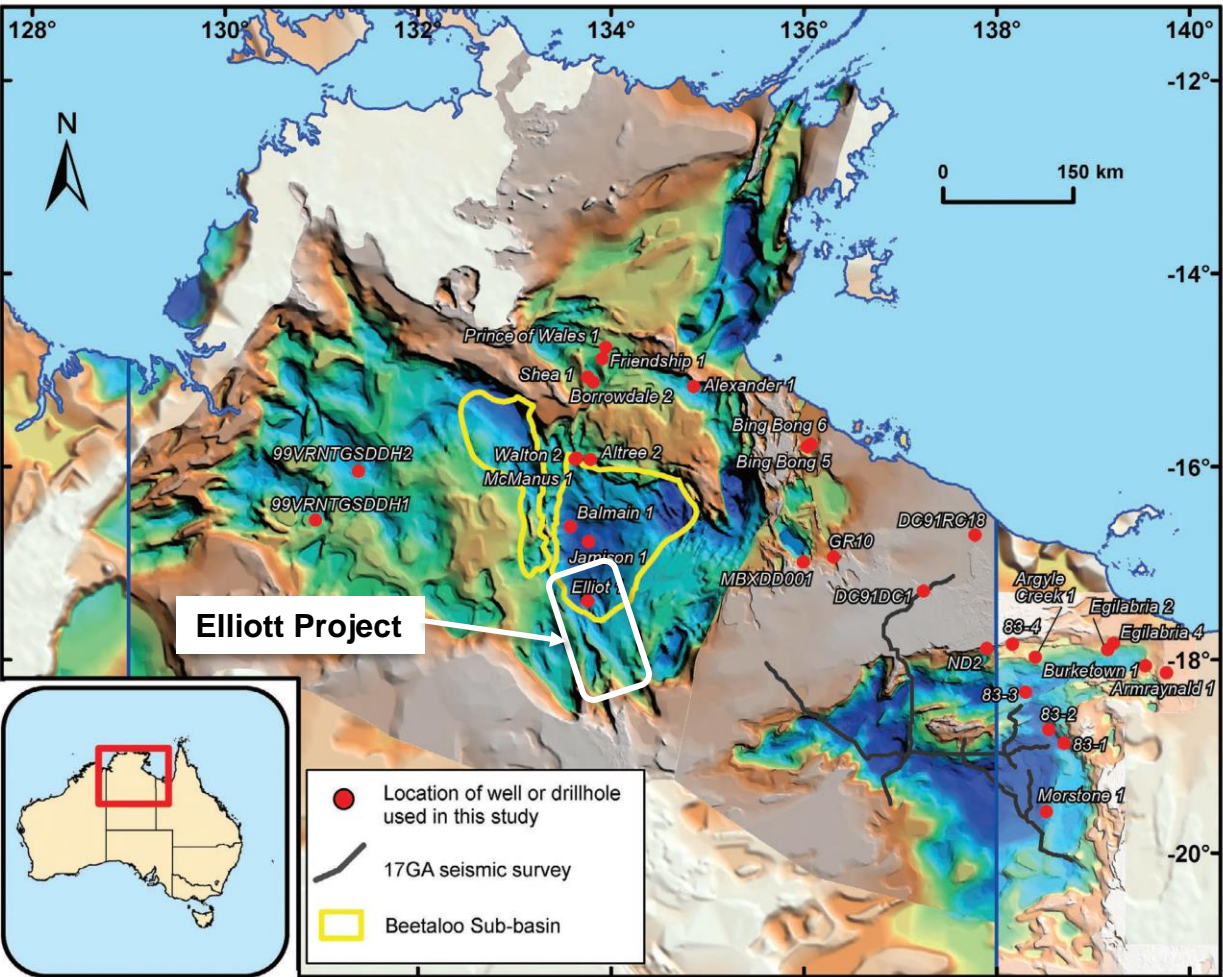 128°
130°
132°
134°
136°
138°
140°
-12°
N
0
150 km
-14°
Prince of Wales 1
Friendship 1
Shea 1
Alexander 1
Borrowdale 2
Bing Bong 6
99VRNTGSDDH2
Walton 2
Altree 2
Bing Bong 5
-16°
McManus 1
99VRNTGSDDH1
Balmain 1
DC91RC18
Jamison 1
GR10
MBXDD001
Argyle
Creek 1
Elliot 1
DC91DC1
Egilabria 2
Elliott Project
83-4
Egilabria 4
-18°
ND2
Burketown 1
Armraynald 1
83-3
83-2
83-1
Morstone 1
-20°
Location of well or drillhole
used in this study
17GA seismic survey
Beetaloo Sub-basin